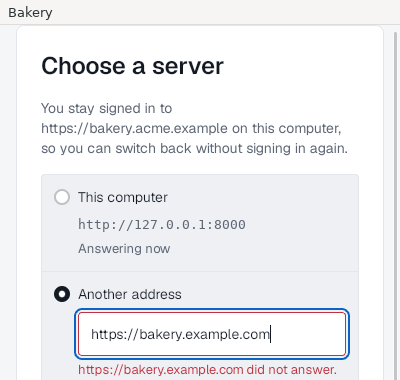 Bakery
Choose a server
You stay signed in to
https://bakery.acme.example on this computer,
so you can switch back without signing in again.
This computer
http://127.0.0.1:8000
Answering now
Another address
https://bakery.example.com
https://bakery.example.com did not answer.